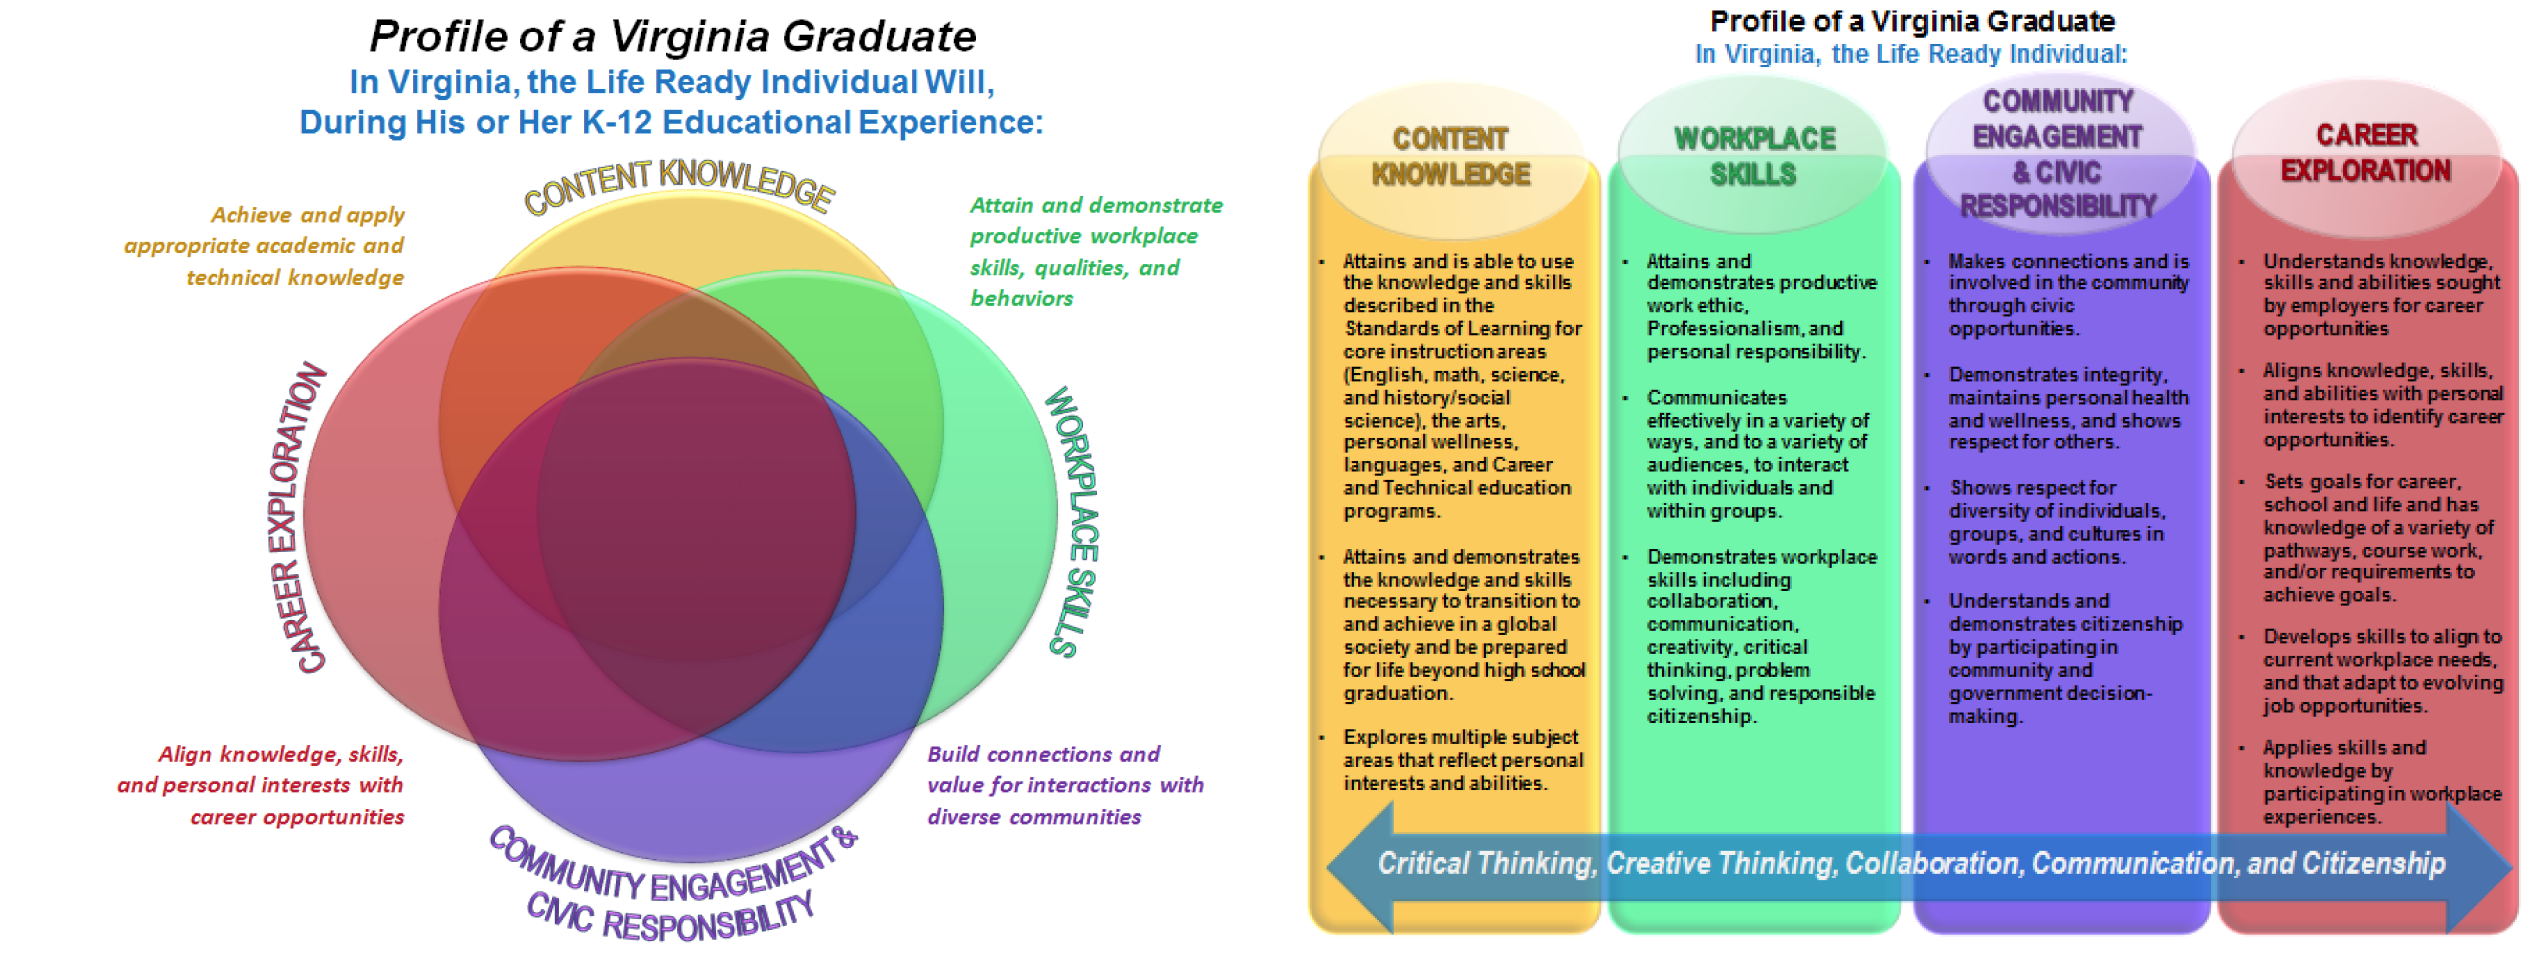 Profile of a Virginia Graduate
In Virginia, the Life Ready Individual Will,
During His or Her K-12 Educational Experience:
CONTENT KNOWLEDGE
Achieve and apply
appropriate academic and
technical knowledge
Attain and demonstrate
productive workplace
skills, qualities, and
behaviors
CAREER EXPLORATION
WORKPLACE SKILLS
Align knowledge, skills,
and personal interests with
career opportunities
Build connections and
value for interactions with
diverse communities
COMMUNITY ENGAGEMENT &
CIVIC RESPONSIBILITY
Profile of a Virginia Graduate
In Virginia, the Life Ready Individual:
CONTENT
KNOWLEDGE
• Attains and is able to use
the knowledge and skills
described in the
Standards of Learning for
core instruction areas
(English, math, science,
and history/social
science), the arts,
personal wellness,
languages, and Career
and Technical education
programs.
• Attains and demonstrates
the knowledge and skills
necessary to transition to
and achieve in a global
society and be prepared
for life beyond high school
graduation.
• Explores multiple subject
areas that reflect personal
interests and abilities.
WORKPLACE
SKILLS
• Attains and
demonstrates productive
work ethic,
Professionalism, and
personal responsibility.
• Communicates
effectively in a variety of
ways, and to a variety of
audiences, to interact
with individuals and
within groups.
• Demonstrates workplace
skills including
collaboration,
communication,
creativity, critical
thinking, problem
solving, and responsible
citizenship.
COMMUNITY
ENGAGEMENT
& CIVIC
RESPONSIBILITY
• Makes connections and is
involved in the community
through civic
opportunities.
• Demonstrates integrity,
maintains personal health
and wellness, and shows
respect for others.
• Shows respect for
diversity of individuals,
groups, and cultures in
words and actions.
• Understands and
demonstrates citizenship
by participating in
community and
government decision-
making.
CAREER
EXPLORATION
• Understands knowledge,
skills and abilities sought
by employers for career
opportunities
• Aligns knowledge, skills,
and abilities with personal
interests to identify career
opportunities.
• Sets goals for career,
school and life and has
knowledge of a variety of
pathways, course work,
and/or requirements to
achieve goals.
• Develops skills to align to
current workplace needs,
and that adapt to evolving
job opportunities.
• Applies skills and
knowledge by
participating in workplace
experiences.
Critical Thinking, Creative Thinking, Collaboration, Communication, and Citizenship